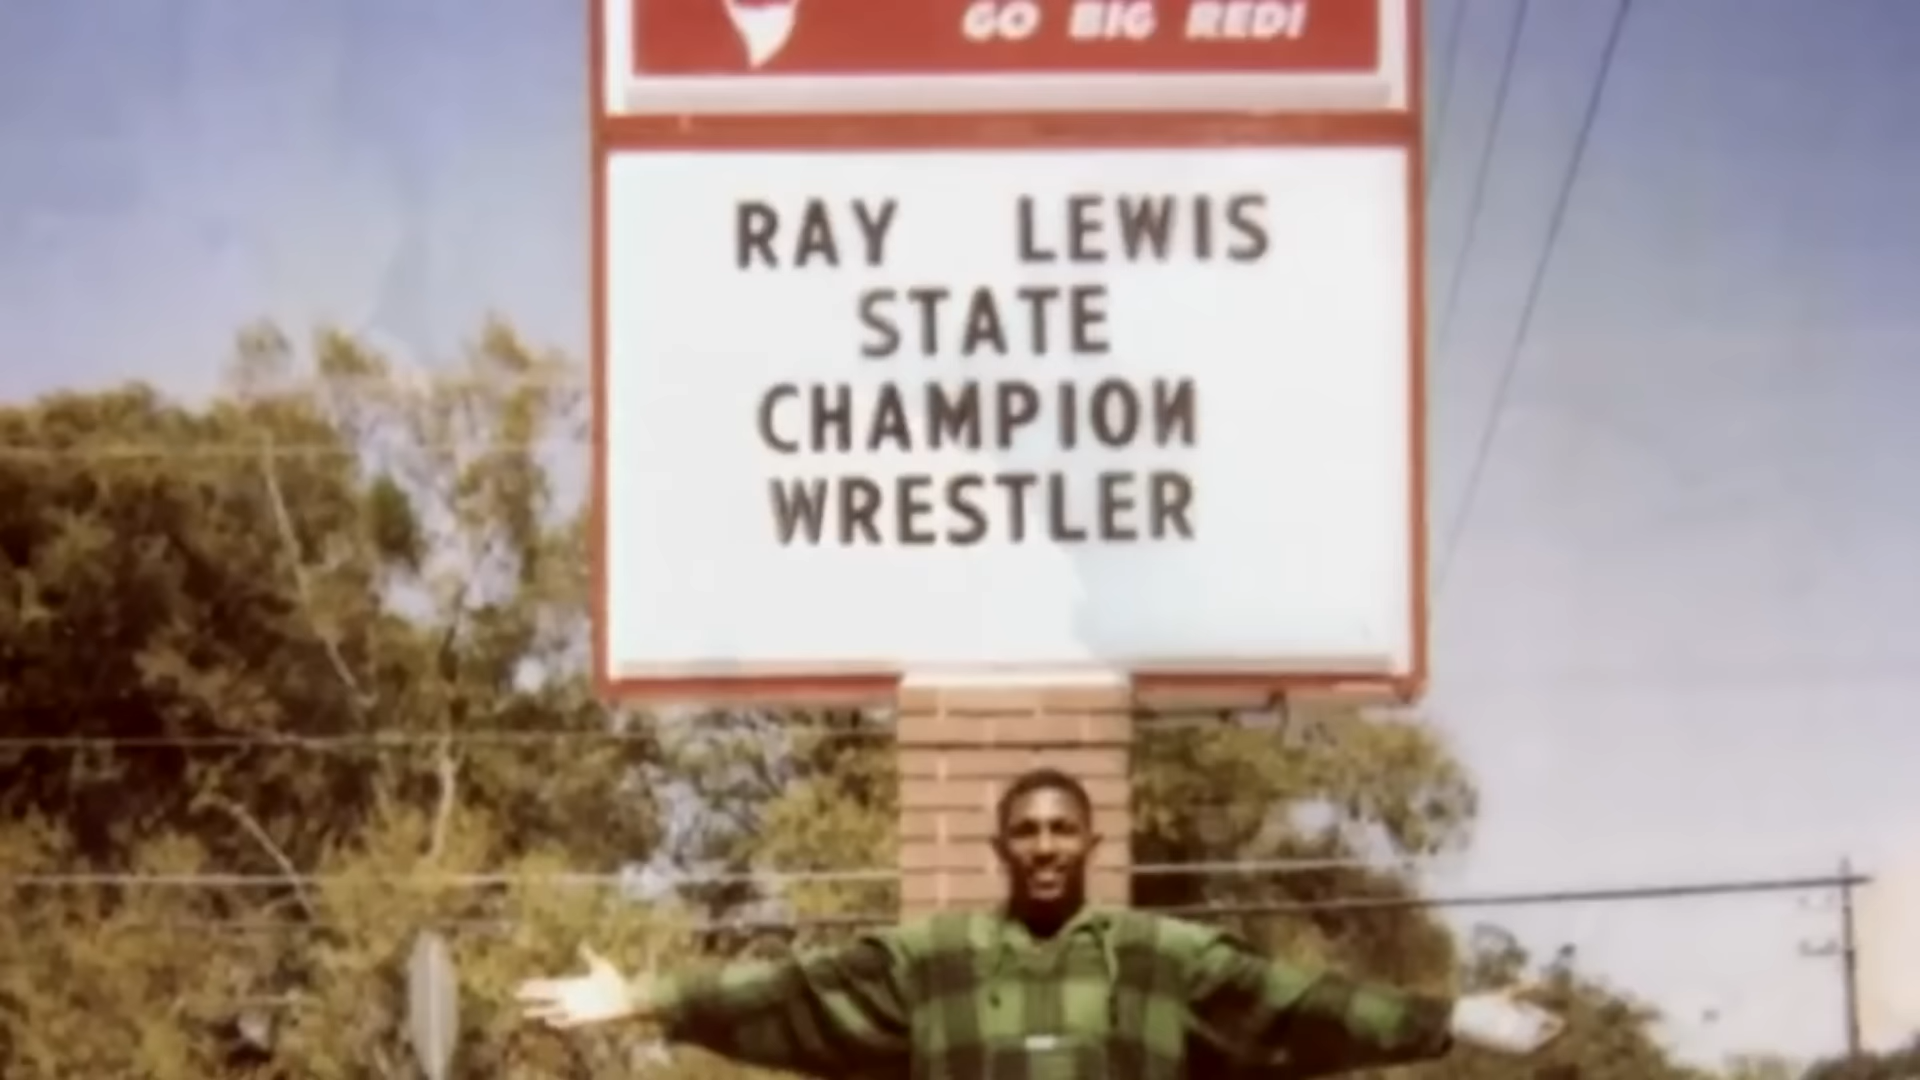 GO BIG RED!
RAY LEWIS
STATE
CHAMPION
WRESTLER